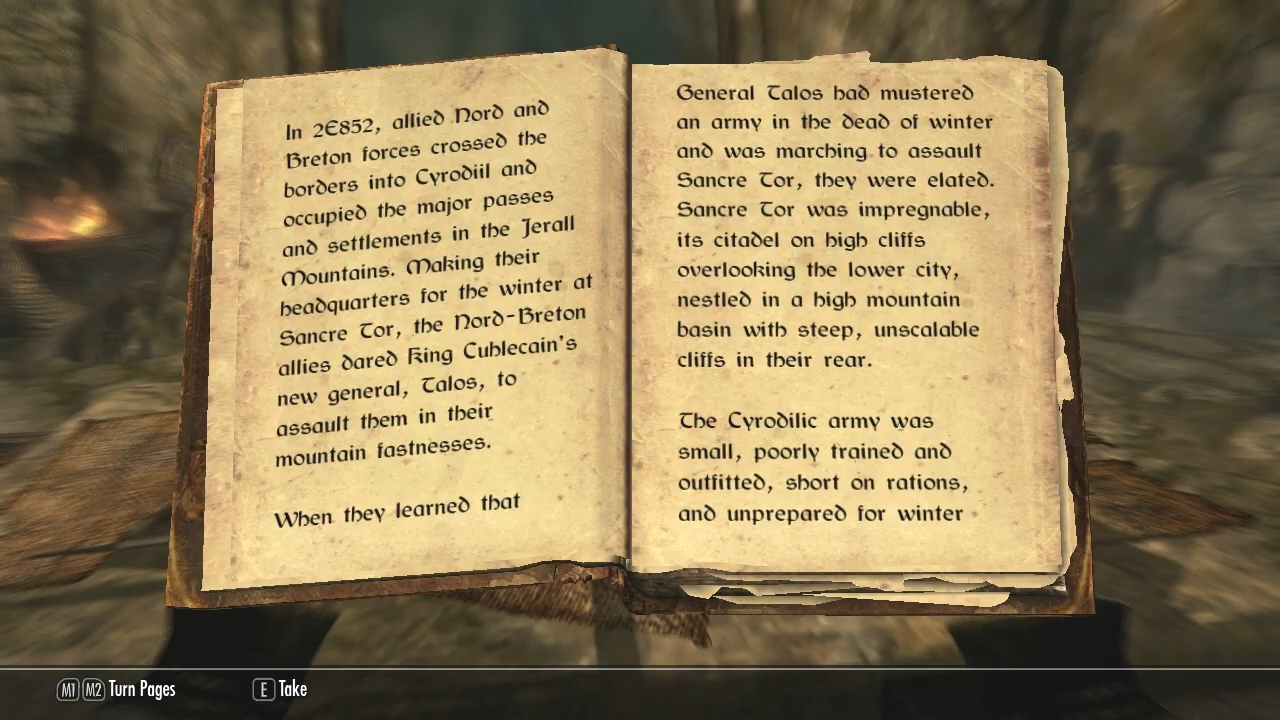 In 2E852, allied Nord and
Breton forces crossed the
borders into Cyrodiil and
occupied the major passes
and settlements in the Jerall
Mountains. Making their
headquarters for the winter at
Sancre Tor, the Nord-Breton
allies dared King Cuhlecain's
new general, Talos, to
assault them in their
mountain fastnesses.
When they learned that
General Talos had mustered
an army in the dead of winter
and was marching to assault
Sancre Tor, they were elated.
Sancre Tor was impregnable,
its citadel on high cliffs
overlooking the lower city,
nestled in a high mountain
basin with steep, unscalable
cliffs in their rear.
The Cyrodilic army was
small, poorly trained and
outfitted, short on rations,
and unprepared for winter
M1 M2 Turn Pages
E Take